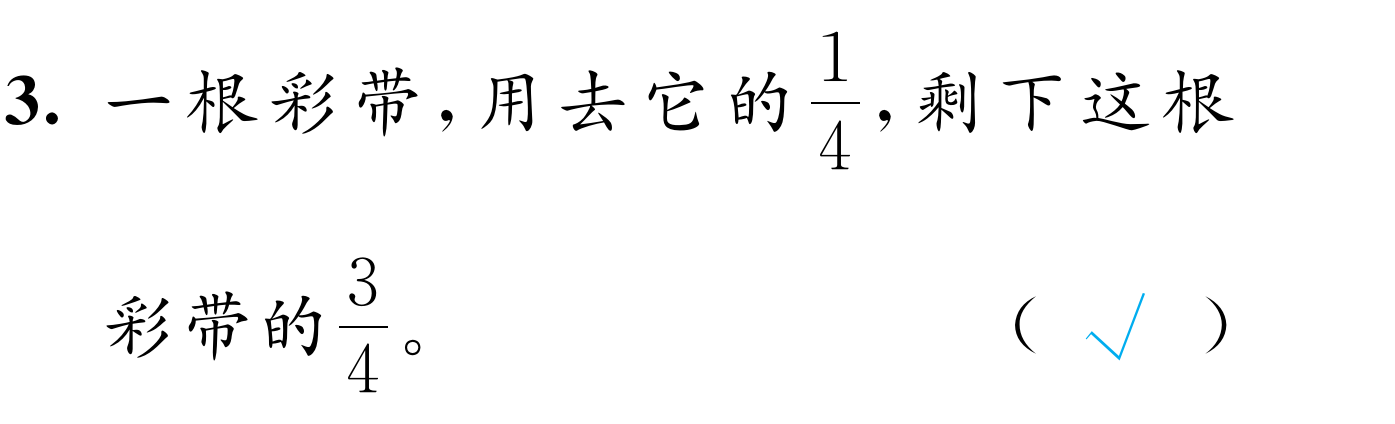 3. 一根彩带,用去它的1/4,剩下这根
彩带的3/4。 ( √ )